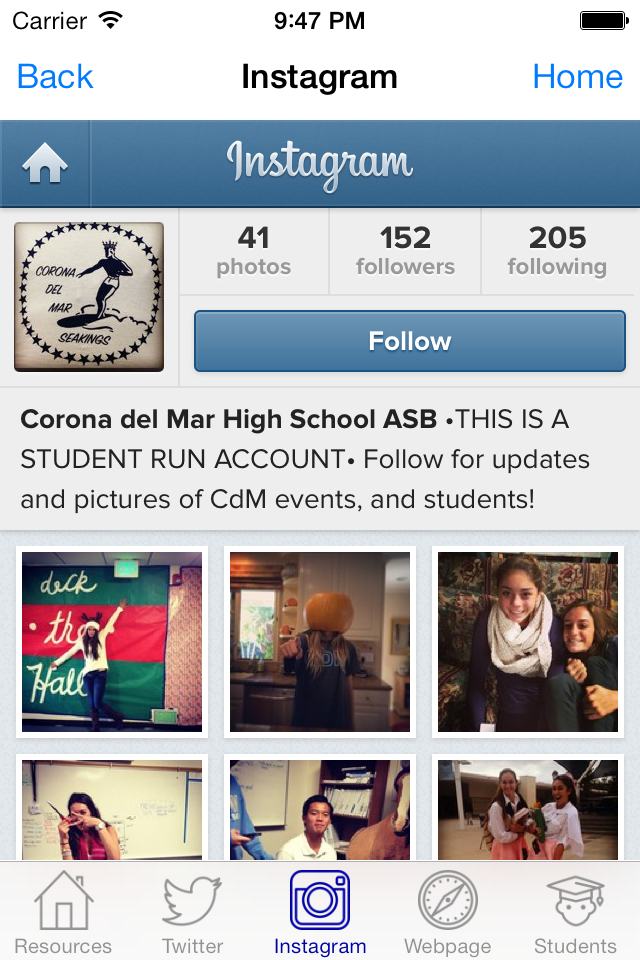 Carrier 9:47 PM
Back Instagram Home
Instagram
41 152 205
photos followers following
CORONA
DEL
MAR
SEAKINGS
Follow
Corona del Mar High School ASB •THIS IS A
STUDENT RUN ACCOUNT• Follow for updates
and pictures of CdM events, and students!
deck
• the
Hall
Resources Twitter Instagram Webpage Students